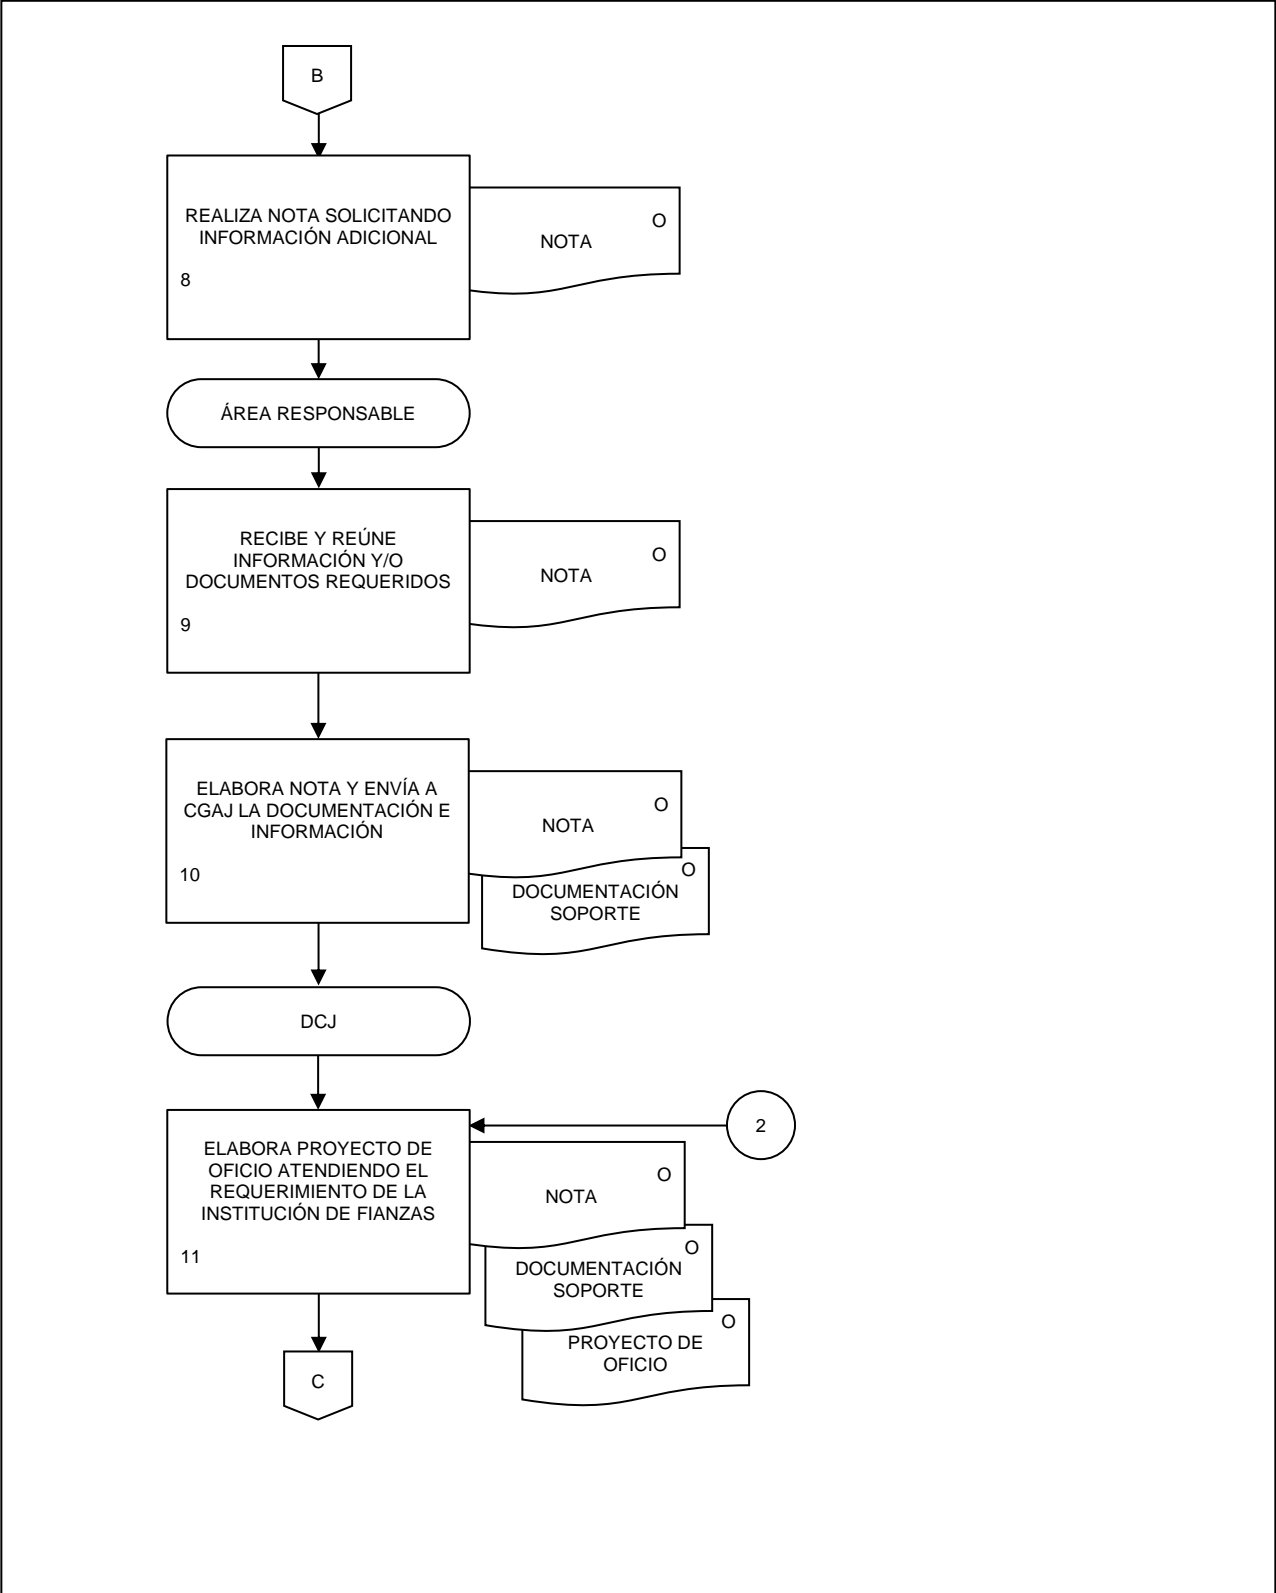 B
REALIZA NOTA SOLICITANDO
INFORMACIÓN ADICIONAL
8
O
NOTA
ÁREA RESPONSABLE
RECIBE Y REÚNE
INFORMACIÓN Y/O
DOCUMENTOS REQUERIDOS
9
O
NOTA
ELABORA NOTA Y ENVÍA A
CGAJ LA DOCUMENTACIÓN E
INFORMACIÓN
10
O
NOTA
O
DOCUMENTACIÓN
SOPORTE
DCJ
2
ELABORA PROYECTO DE
OFICIO ATENDIENDO EL
REQUERIMIENTO DE LA
INSTITUCIÓN DE FIANZAS
11
O
NOTA
O
DOCUMENTACIÓN
SOPORTE
O
PROYECTO DE
OFICIO
C